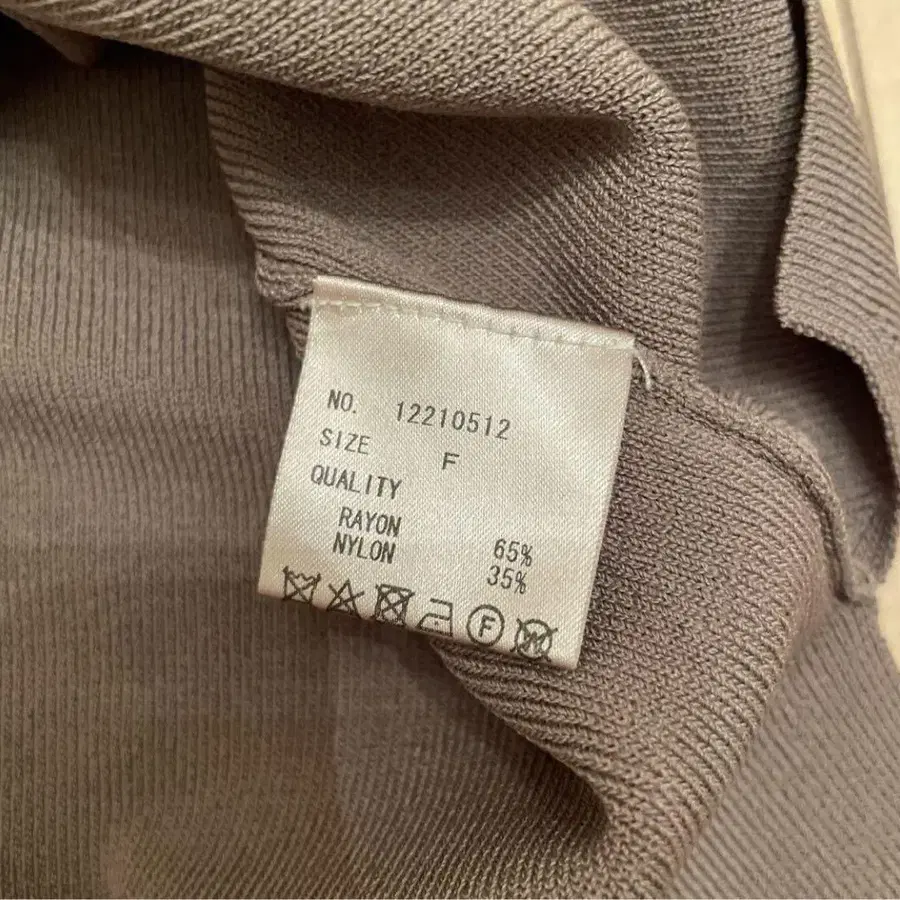 NO. 12210512
SIZE F
QUALITY
RAYON 65%
NYLON 35%
F W